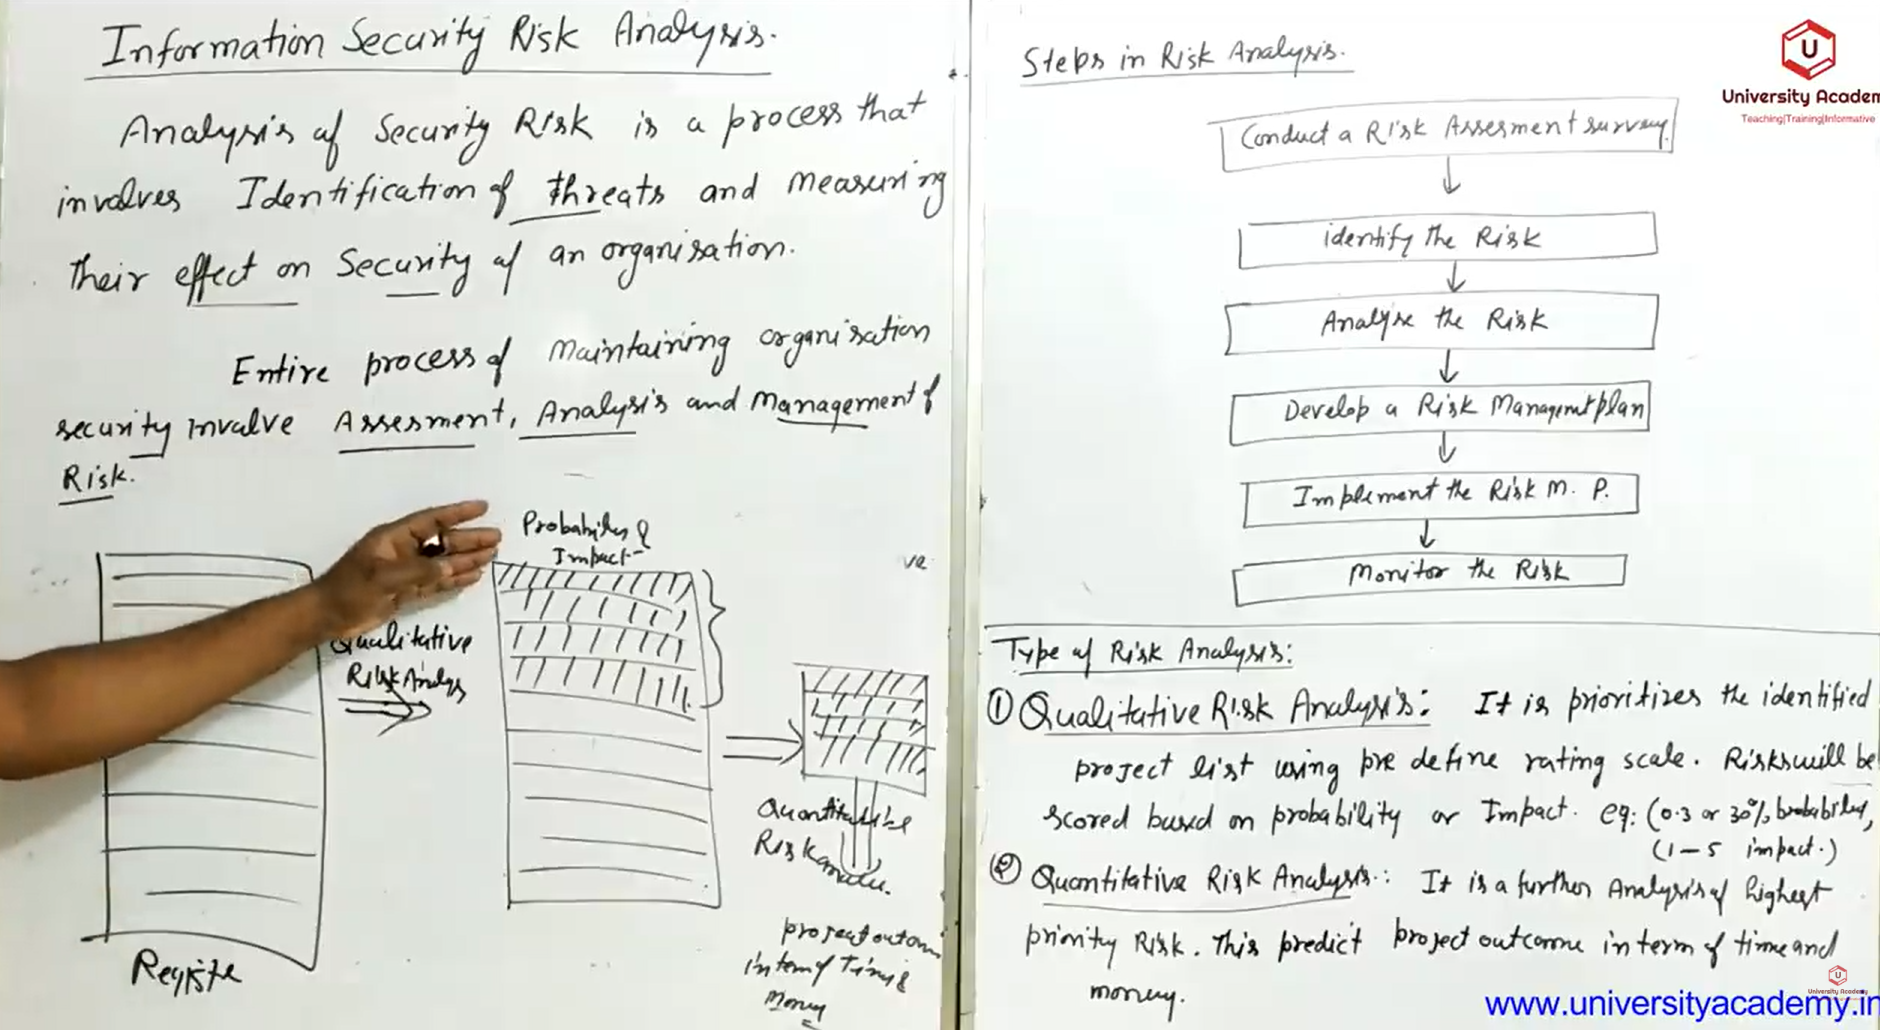 Information Security Risk Analysis.
Analysis of Security Risk is a process that
involves Identification of threats and measuring
their effect on Security of an organisation.
Entire process of maintaining organisation
security involve Assesment, Analysis and management of
Risk.
Probability &
Impact
Qualitative
Risk Analys
Register
Quantitative
Risk
project outcom
in term of Time &
Money
ve
Steps in Risk Analysis.
Conduct a Risk Assesment survey.
identify the Risk
Analyse the Risk
Develop a Risk Managemt plan
Implement the Risk M. P.
Monitor the Risk
Type of Risk Analysis:
① Qualitative Risk Analysis: It is prioritizes the identified
project list using pre define rating scale. Risks will be
scored based on probability or Impact. eg: (0.3 or 30% probability,
(1-5 impact.)
② Quantitative Risk Analysis: It is a further Analysis of highest
priority Risk. This predict project outcome in term of time and
money.
U
University Academ
Teaching|Training|Informative
U
University Academy
www.universityacademy.in